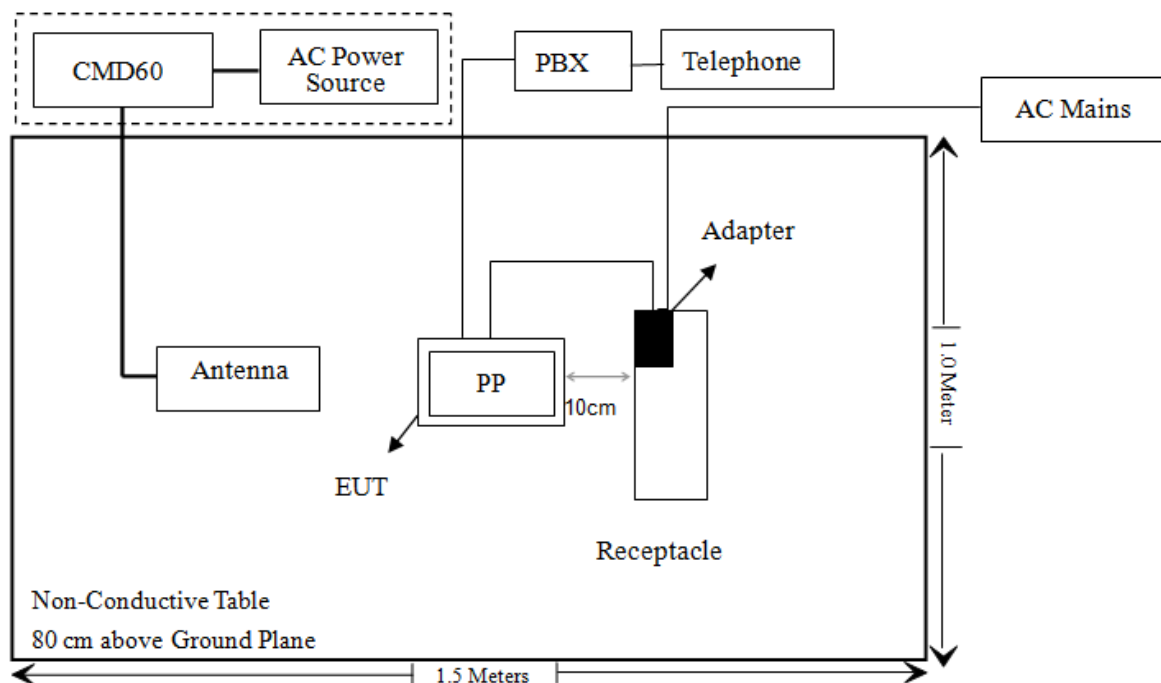 CMD60
AC Power
Source
PBX
Telephone
AC Mains
Adapter
Antenna
PP
10cm
1.0 Meter
EUT
Receptacle
Non-Conductive Table
80 cm above Ground Plane
1.5 Meters